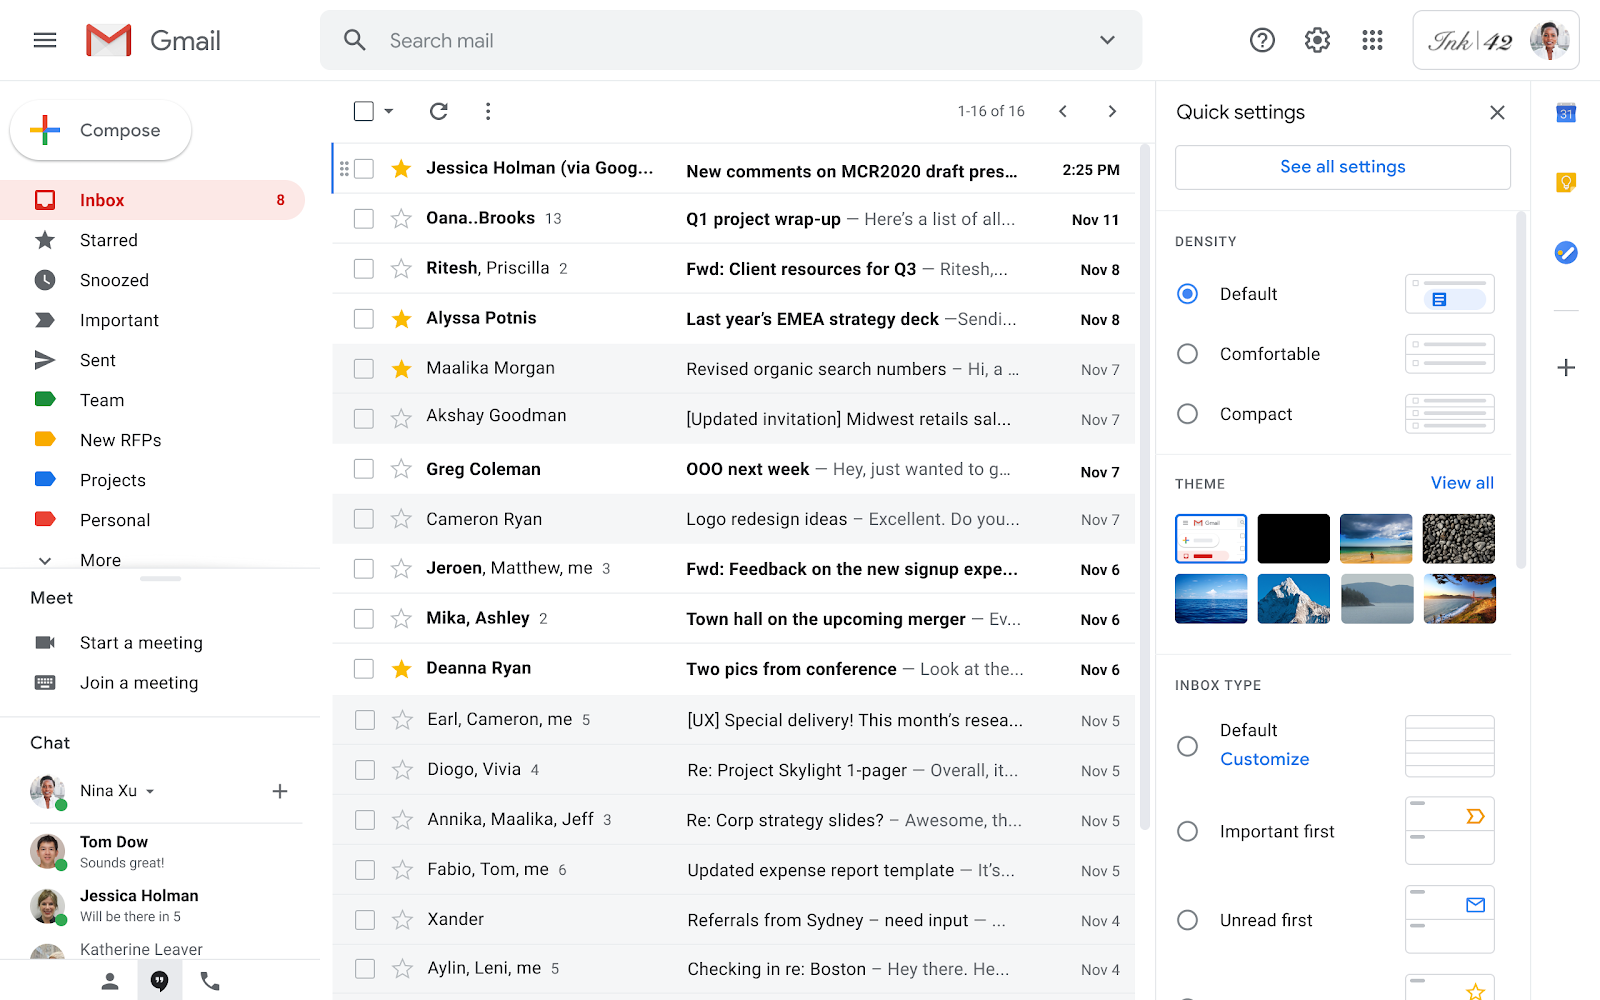 Gmail
Search mail
Ink|42
Compose
Inbox 8
Starred
Snoozed
Important
Sent
Team
New RFPs
Projects
Personal
More
Meet
Start a meeting
Join a meeting
Chat
Nina Xu
Tom Dow
Sounds great!
Jessica Holman
Will be there in 5
Katherine Leaver
1-16 of 16
Jessica Holman (via Goog... New comments on MCR2020 draft pres... 2:25 PM
Oana..Brooks 13 Q1 project wrap-up — Here’s a list of all... Nov 11
Ritesh, Priscilla 2 Fwd: Client resources for Q3 — Ritesh,... Nov 8
Alyssa Potnis Last year’s EMEA strategy deck —Sendi... Nov 8
Maalika Morgan Revised organic search numbers – Hi, a ... Nov 7
Akshay Goodman [Updated invitation] Midwest retails sal... Nov 7
Greg Coleman OOO next week — Hey, just wanted to g... Nov 7
Cameron Ryan Logo redesign ideas – Excellent. Do you... Nov 7
Jeroen, Matthew, me 3 Fwd: Feedback on the new signup expe... Nov 6
Mika, Ashley 2 Town hall on the upcoming merger — Ev... Nov 6
Deanna Ryan Two pics from conference — Look at the... Nov 6
Earl, Cameron, me 5 [UX] Special delivery! This month’s resea... Nov 5
Diogo, Vivia 4 Re: Project Skylight 1-pager — Overall, it... Nov 5
Annika, Maalika, Jeff 3 Re: Corp strategy slides? – Awesome, th... Nov 5
Fabio, Tom, me 6 Updated expense report template — It’s... Nov 5
Xander Referrals from Sydney – need input — ... Nov 4
Aylin, Leni, me 5 Checking in re: Boston – Hey there. He... Nov 4
Quick settings
See all settings
DENSITY
Default
Comfortable
Compact
THEME View all
Gmail
INBOX TYPE
Default
Customize
Important first
Unread first
31